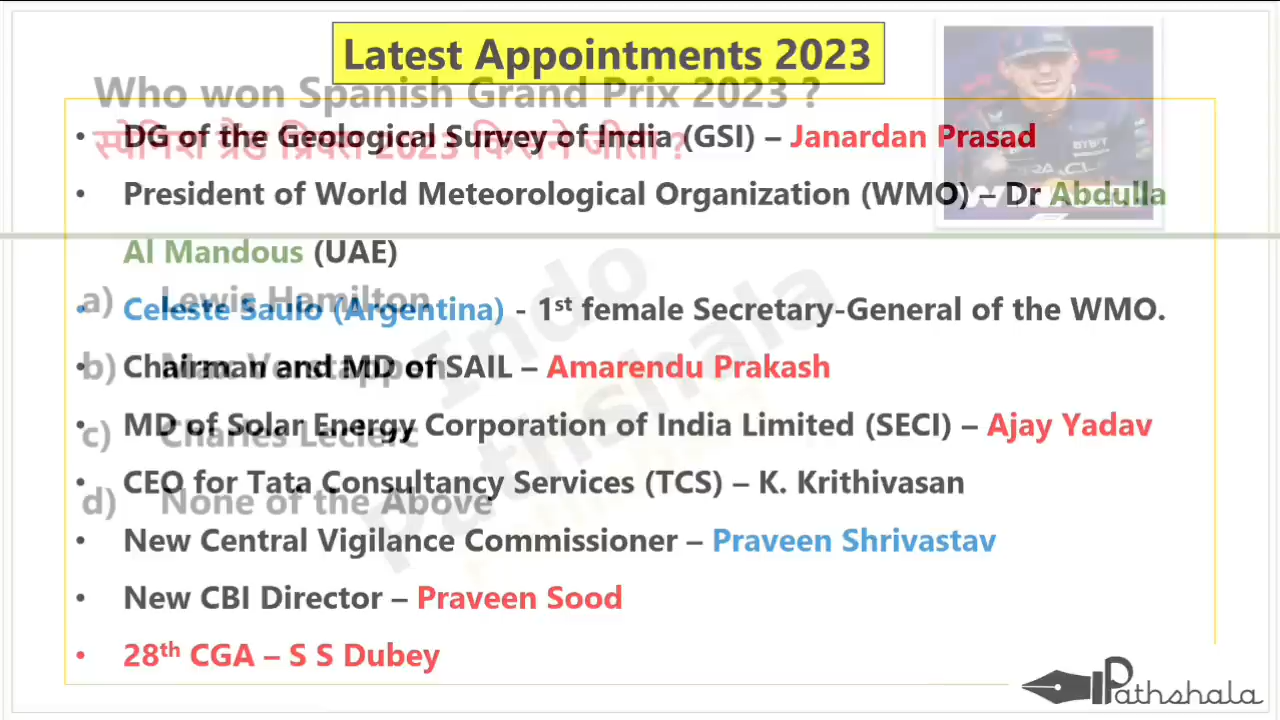 Latest Appointments 2023
Who won Spanish Grand Prix 2023 ?
• DG of the Geological Survey of India (GSI) – Janardan Prasad
स्पेनिश ग्रैंड प्रिक्स 2023 किसने जीता ?
• President of World Meteorological Organization (WMO) – Dr Abdulla
Al Mandous (UAE)
a) Lewis Hamilton
• Celeste Saulo (Argentina) - 1st female Secretary-General of the WMO.
b) Max Verstappen
• Chairman and MD of SAIL – Amarendu Prakash
• MD of Solar Energy Corporation of India Limited (SECI) – Ajay Yadav
c) Charles Leclerc
• CEO for Tata Consultancy Services (TCS) – K. Krithivasan
d) None of the Above
• New Central Vigilance Commissioner – Praveen Shrivastav
• New CBI Director – Praveen Sood
• 28th CGA – S S Dubey
Indo
Pathshala
Pathshala